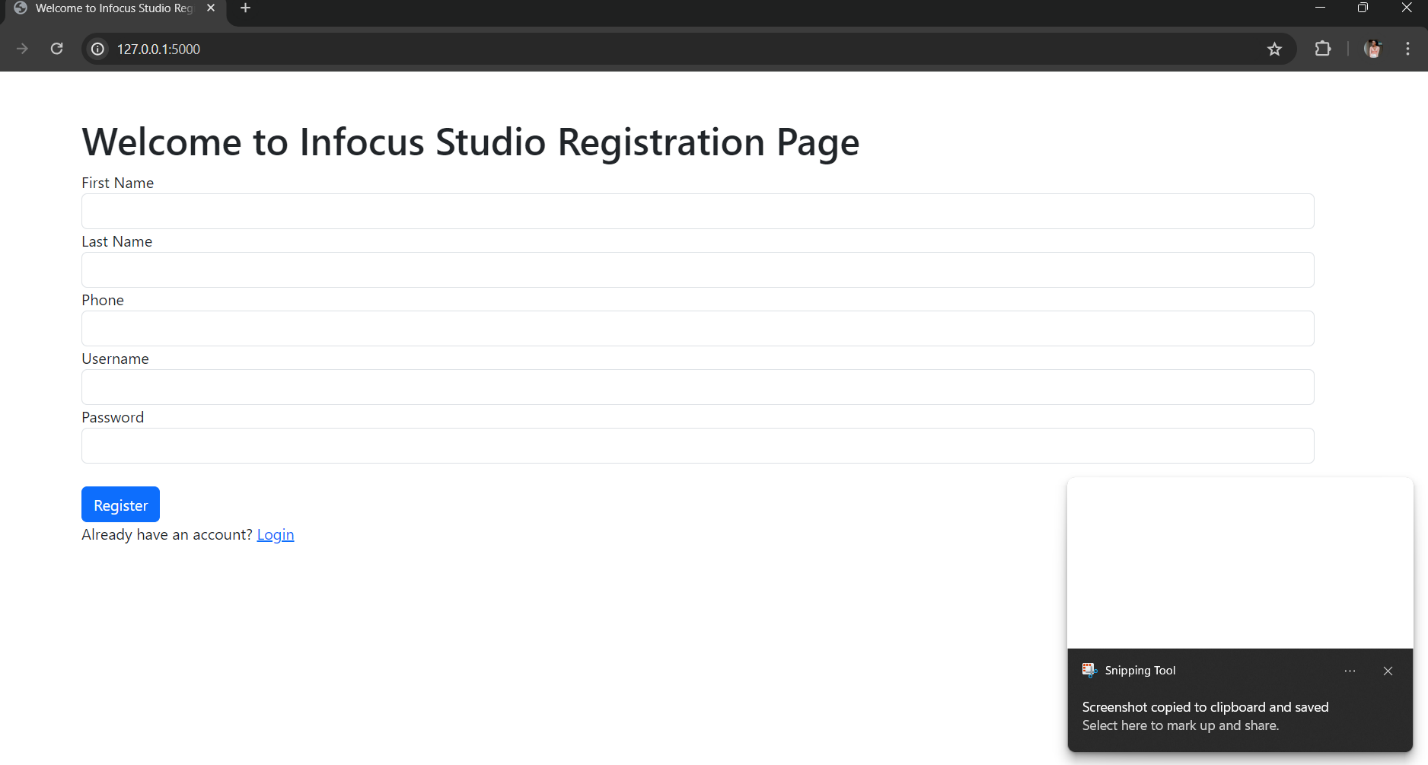 Welcome to Infocus Studio Reg
127.0.0.1:5000
Welcome to Infocus Studio Registration Page
First Name
Last Name
Phone
Username
Password
Register
Already have an account? Login
Snipping Tool
Screenshot copied to clipboard and saved
Select here to mark up and share.